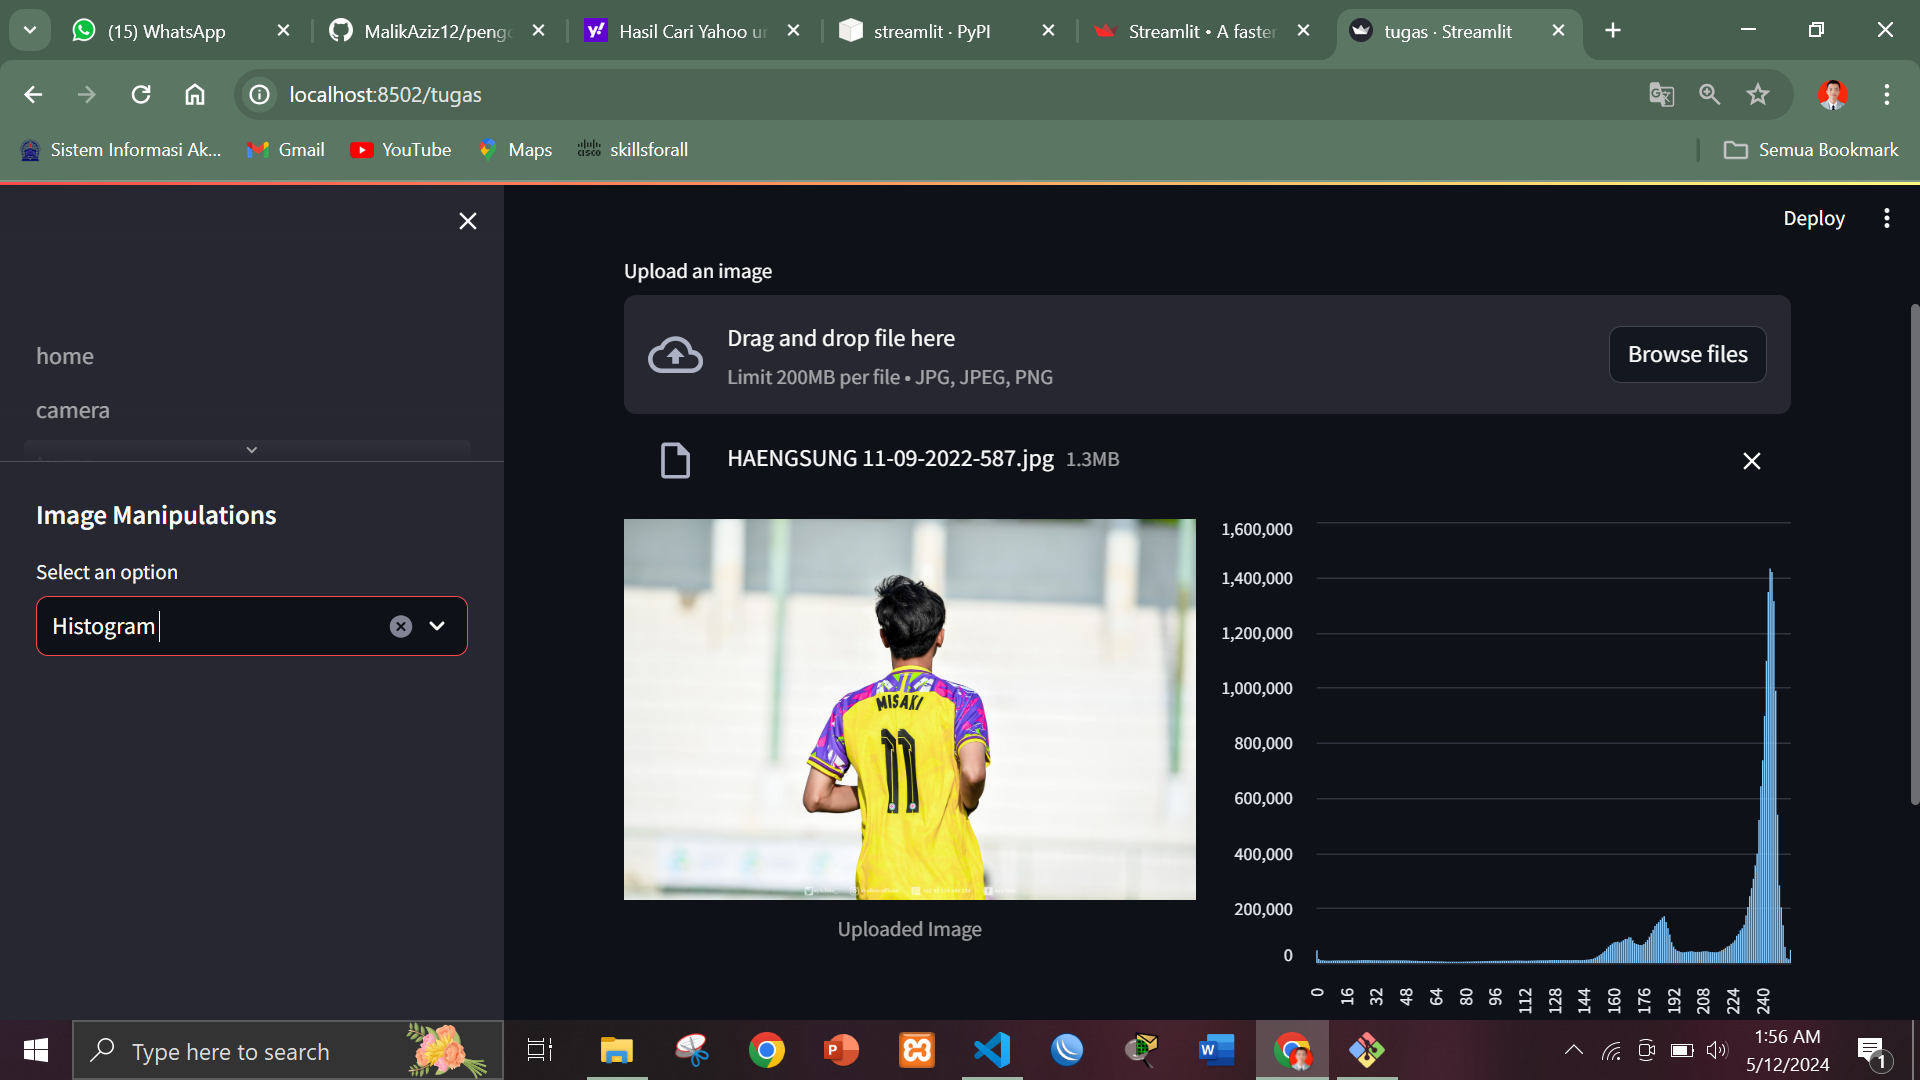 (15) WhatsApp
MalikAziz12/peng
Hasil Cari Yahoo u
streamlit · PyPI
Streamlit • A faster
tugas · Streamlit
localhost:8502/tugas
Sistem Informasi Ak...
Gmail
YouTube
Maps
cisco skillsforall
Semua Bookmark
Deploy
home
camera
Image Manipulations
Select an option
Histogram
Upload an image
Drag and drop file here
Limit 200MB per file • JPG, JPEG, PNG
Browse files
HAENGSUNG 11-09-2022-587.jpg 1.3MB
MISAKI
11
Uploaded Image
1,600,000
1,400,000
1,200,000
1,000,000
800,000
600,000
400,000
200,000
0
0 16 32 48 64 80 96 112 128 144 160 176 192 208 224 240
Type here to search
1:56 AM
5/12/2024
1